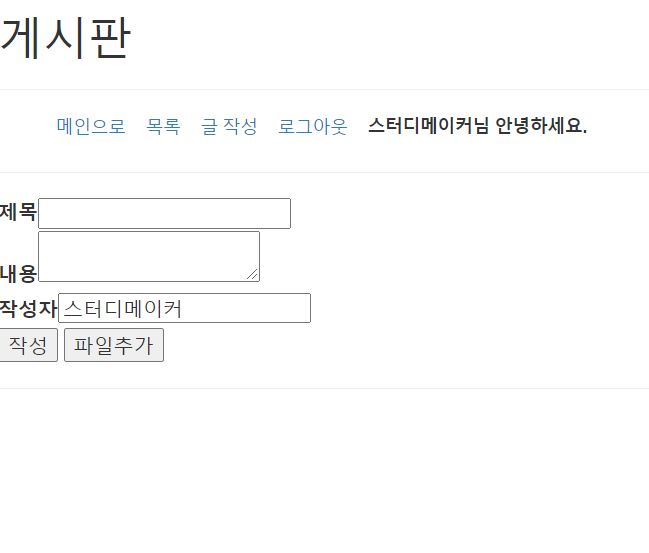 게시판
메인으로 목록 글 작성 로그아웃 스터디메이커님 안녕하세요.
제목
내용
작성자 스터디메이커
작성 파일추가